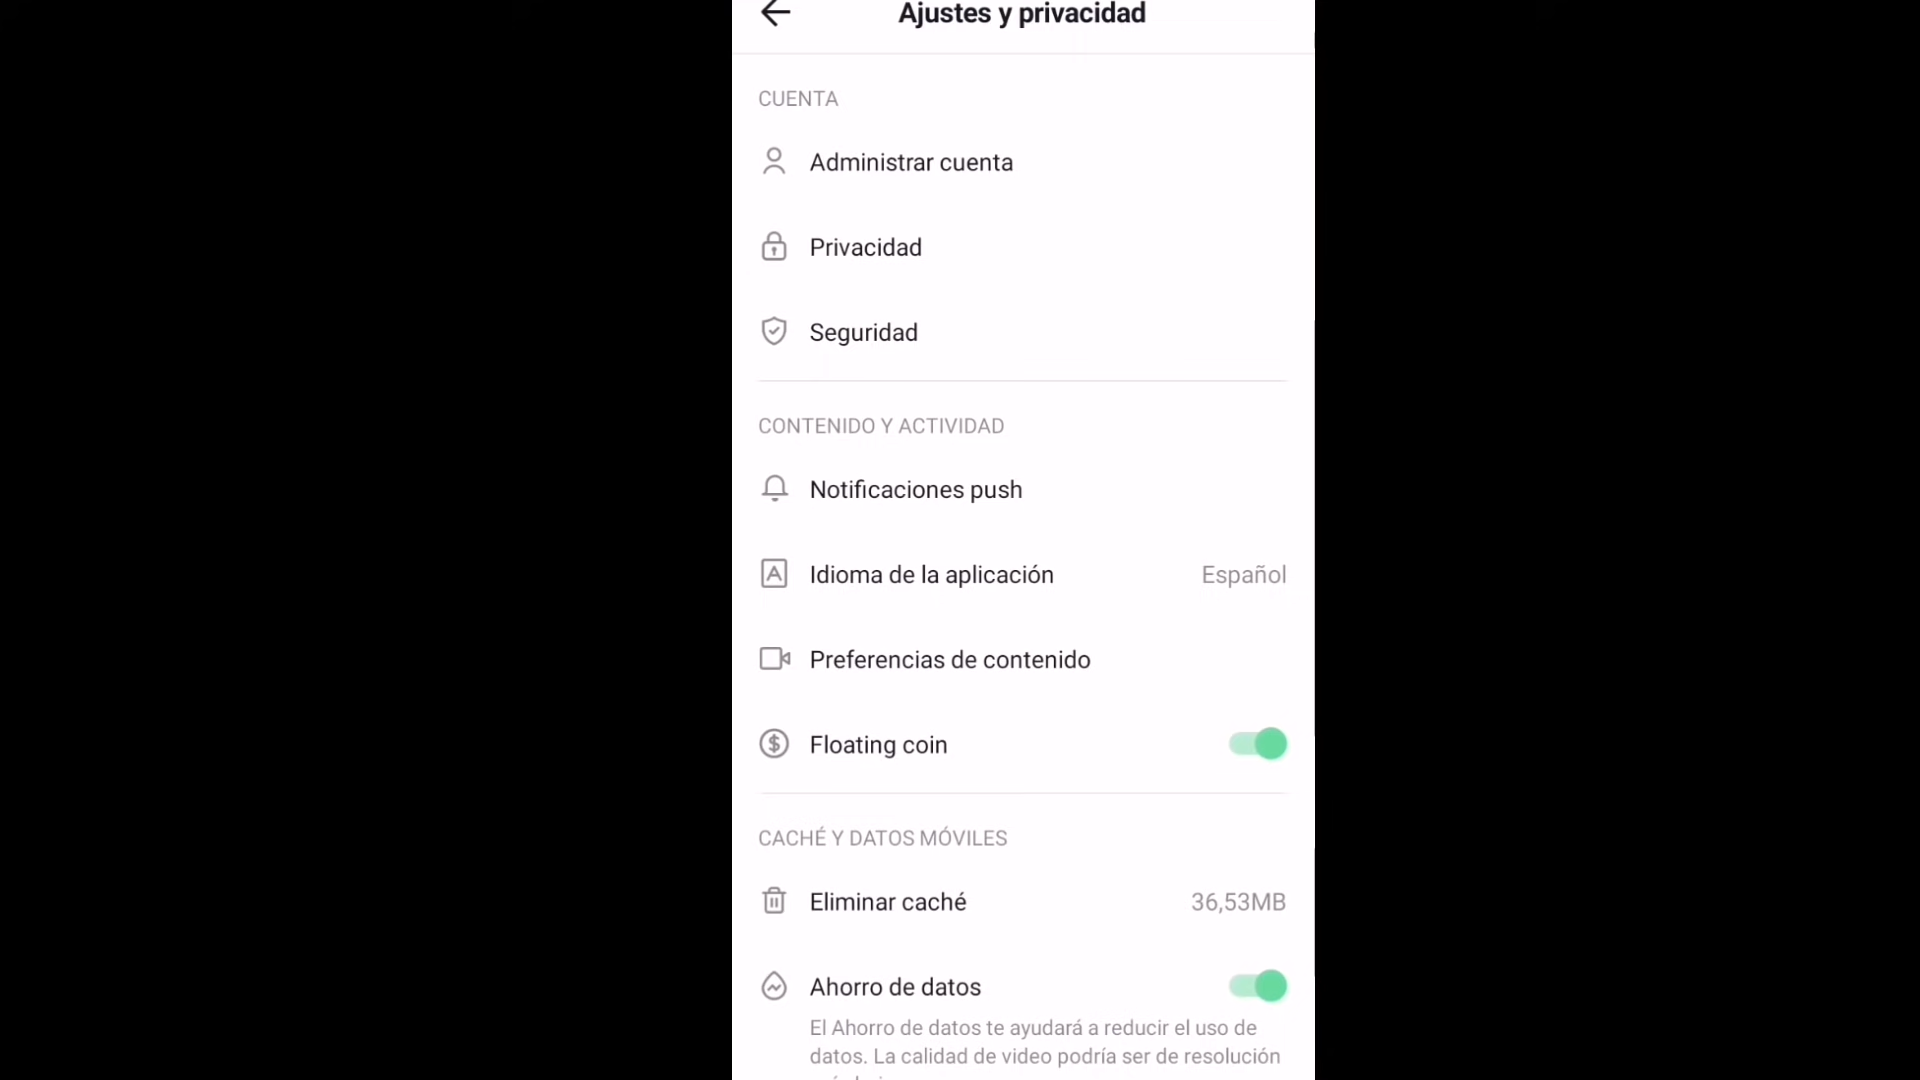 Ajustes y privacidad
CUENTA
Administrar cuenta
Privacidad
Seguridad
CONTENIDO Y ACTIVIDAD
Notificaciones push
Idioma de la aplicación Español
Preferencias de contenido
Floating coin
CACHÉ Y DATOS MÓVILES
Eliminar caché 36,53MB
Ahorro de datos
El Ahorro de datos te ayudará a reducir el uso de
datos. La calidad de video podría ser de resolución